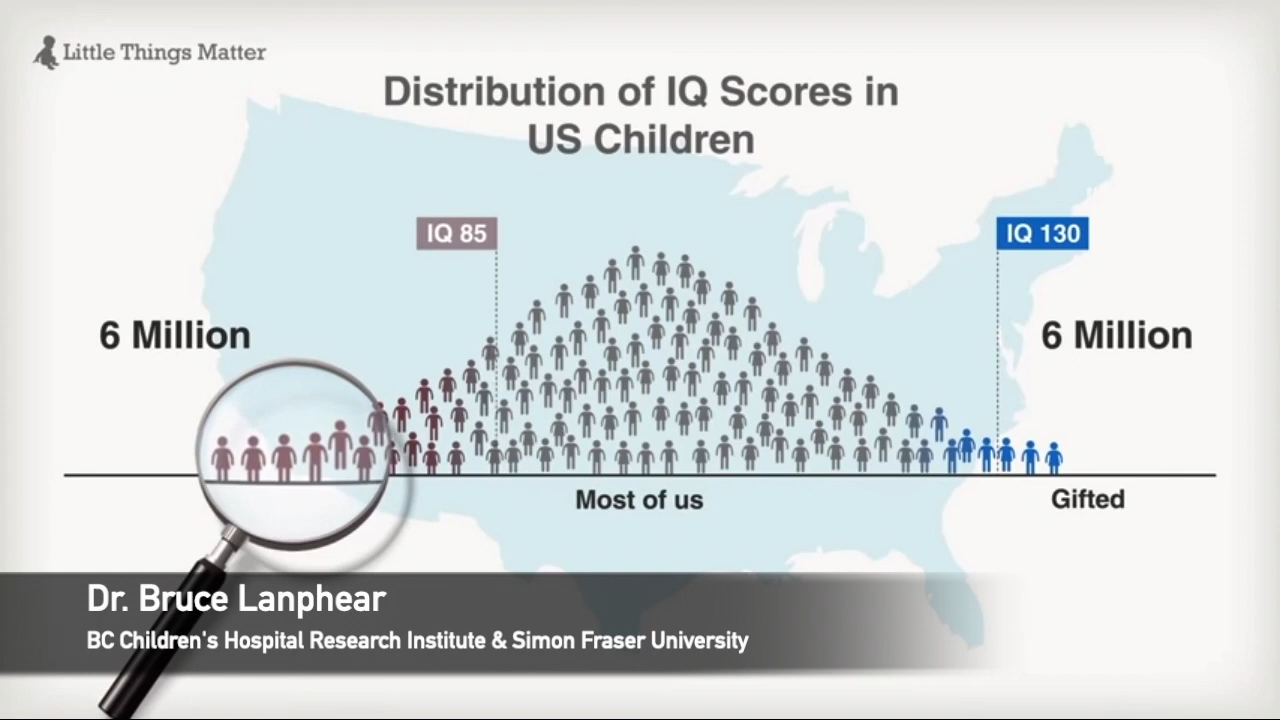 Little Things Matter
Distribution of IQ Scores in
US Children
IQ 85
IQ 130
6 Million
6 Million
Most of us
Gifted
Dr. Bruce Lanphear
BC Children's Hospital Research Institute & Simon Fraser University